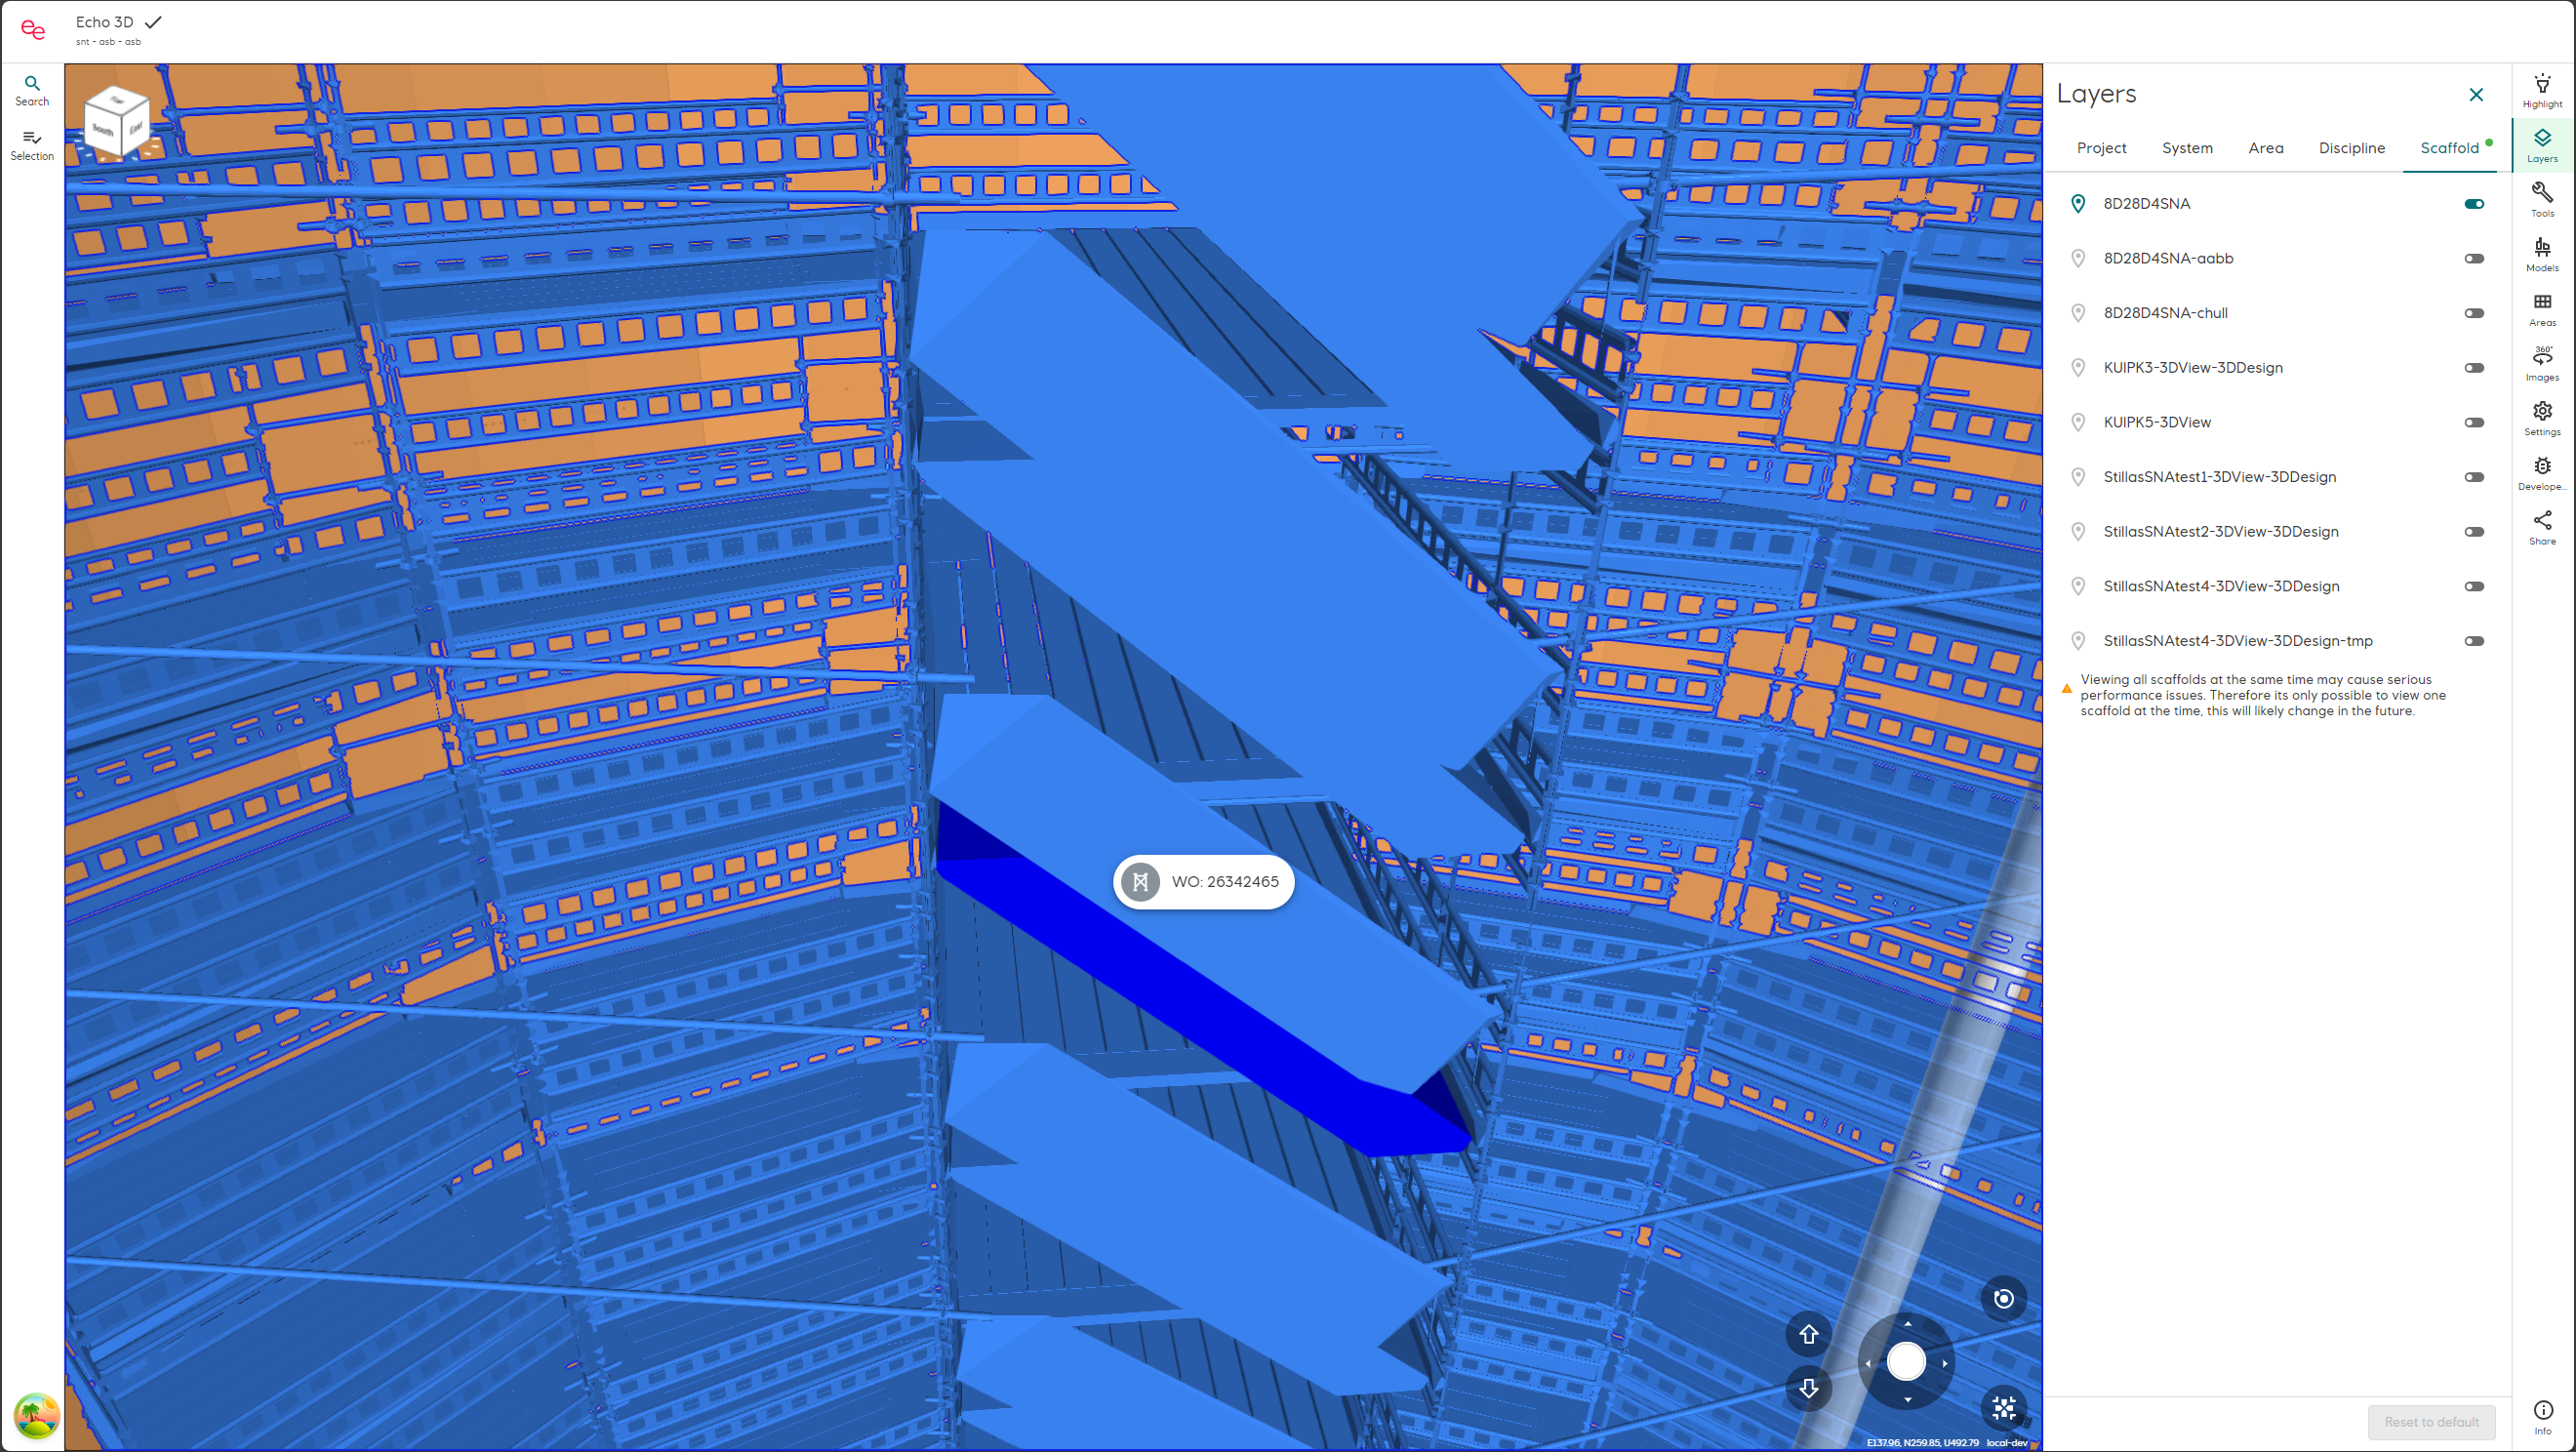 Echo 3D
snt - asb - asb
Search
Selection
Top
South
East
WO: 26342465
E137.96, N259.85, U492.79 local-dev
Layers
Project System Area Discipline Scaffold
8D28D4SNA
8D28D4SNA-aabb
8D28D4SNA-chull
KUIPK3-3DView-3DDesign
KUIPK5-3DView
StillasSNAtest1-3DView-3DDesign
StillasSNAtest2-3DView-3DDesign
StillasSNAtest4-3DView-3DDesign
StillasSNAtest4-3DView-3DDesign-tmp
Viewing all scaffolds at the same time may cause serious
performance issues. Therefore its only possible to view one
scaffold at the time, this will likely change in the future.
Reset to default
Highlight
Layers
Tools
Models
Areas
360°
Images
Settings
Develope...
Share
Info